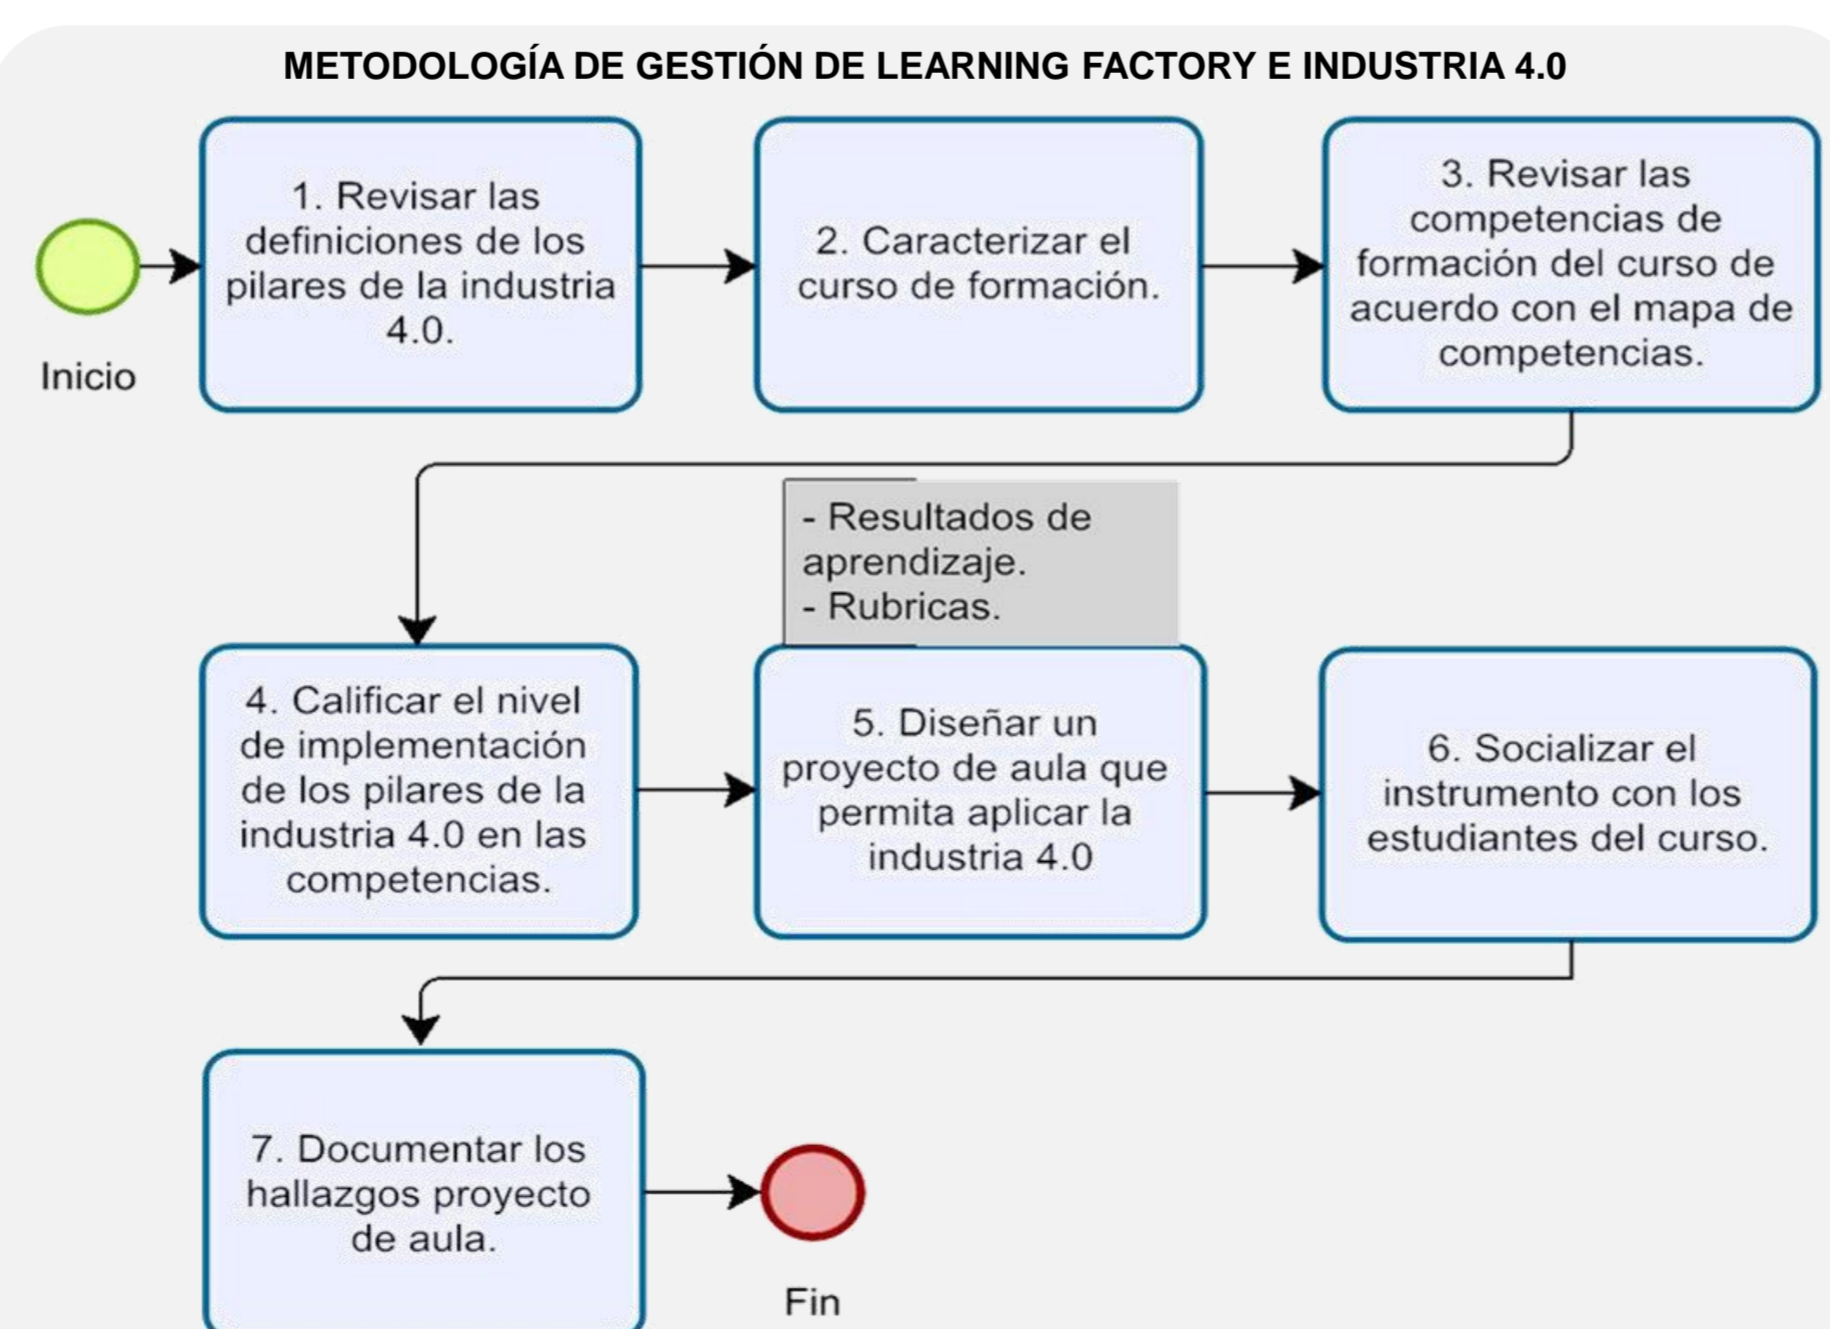 METODOLOGÍA DE GESTIÓN DE LEARNING FACTORY E INDUSTRIA 4.0
Inicio
1. Revisar las
definiciones de los
pilares de la industria
4.0.
2. Caracterizar el
curso de formación.
3. Revisar las
competencias de
formación del curso de
acuerdo con el mapa de
competencias.
4. Calificar el nivel
de implementación
de los pilares de la
industria 4.0 en las
competencias.
- Resultados de
aprendizaje.
- Rubricas.
5. Diseñar un
proyecto de aula que
permita aplicar la
industria 4.0
6. Socializar el
instrumento con los
estudiantes del curso.
7. Documentar los
hallazgos proyecto
de aula.
Fin